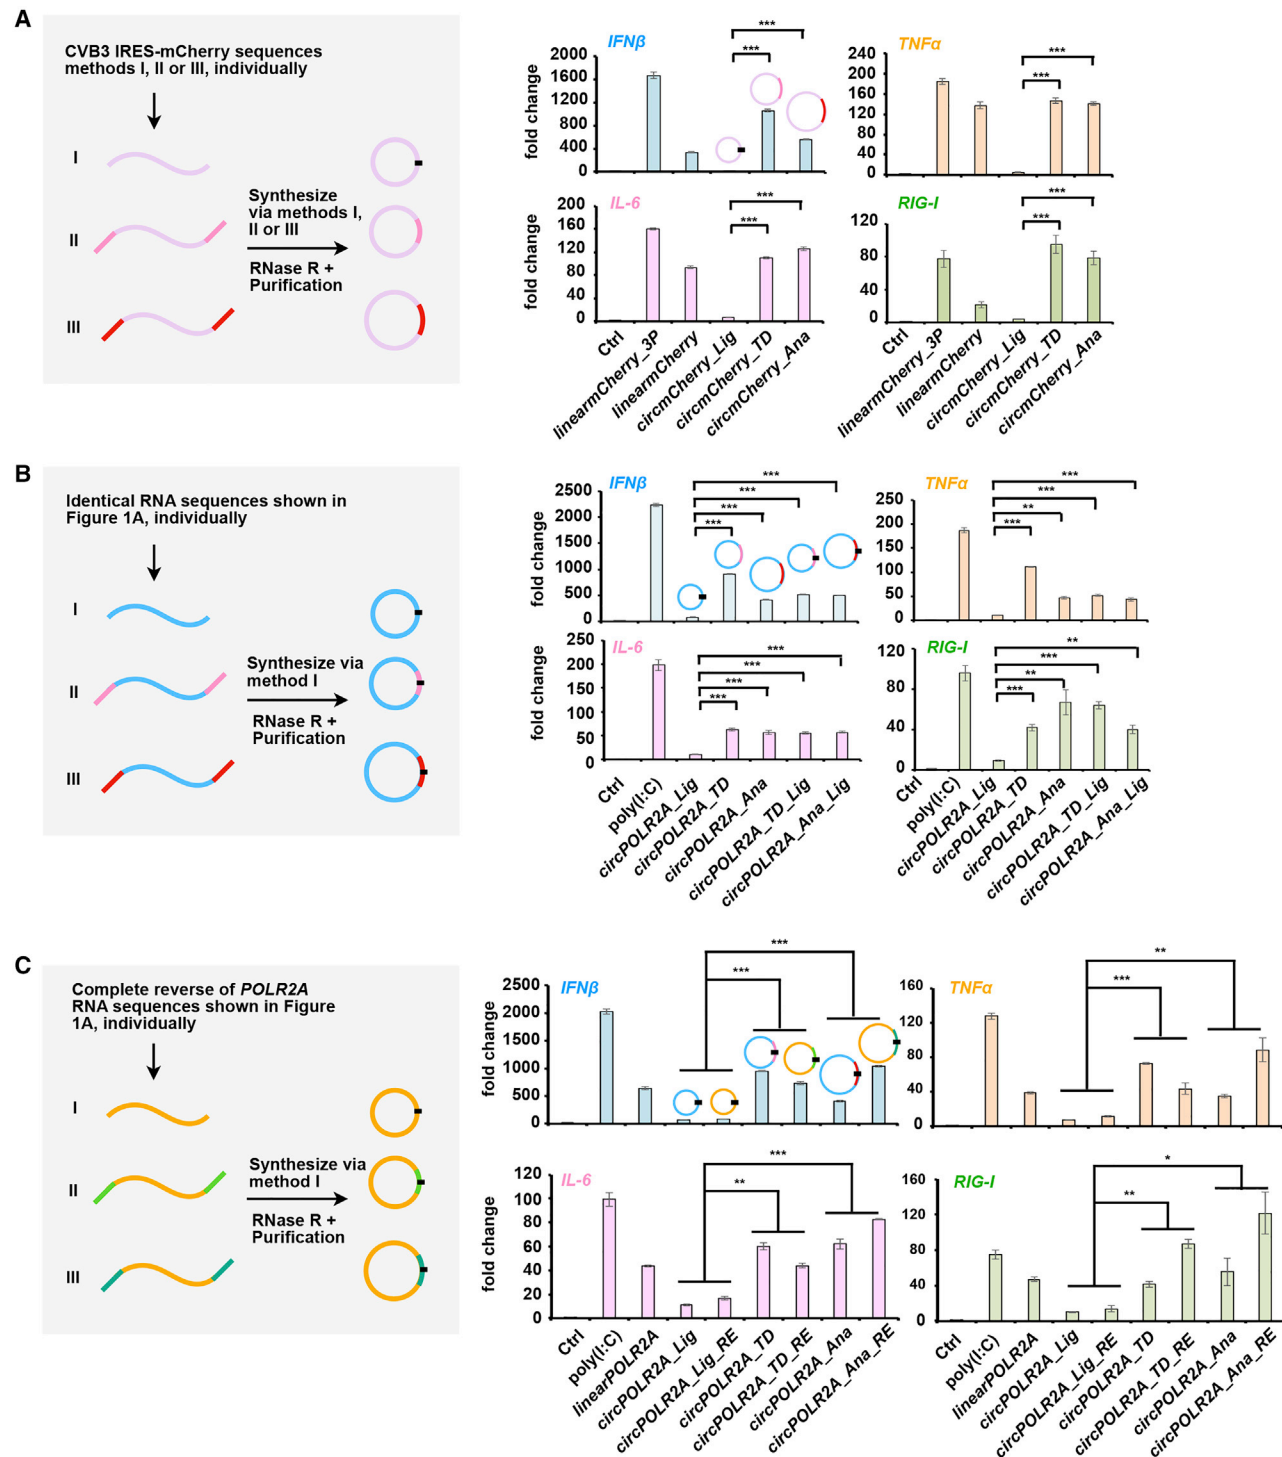 A
CVB3 IRES-mCherry sequences
methods I, II or III, individually
I
II
III
Synthesize
via methods I,
II or III
RNase R +
Purification
IFNβ
fold change
2000
1600
1200
800
400
0
***
***
TNFα
240
200
160
120
80
40
0
***
***
IL-6
fold change
200
160
120
80
40
0
***
***
RIG-I
120
80
40
0
***
***
Ctrl
linearmCherry_3P
linearmCherry
circmCherry_Lig
circmCherry_TD
circmCherry_Ana
Ctrl
linearmCherry_3P
linearmCherry
circmCherry_Lig
circmCherry_TD
circmCherry_Ana
B
Identical RNA sequences shown in
Figure 1A, individually
I
II
III
Synthesize via
method I
RNase R +
Purification
IFNβ
fold change
2500
2000
1500
1000
500
0
***
***
***
***
TNFα
250
200
150
100
50
0
***
***
**
***
IL-6
fold change
250
200
150
100
50
0
***
***
***
***
RIG-I
120
80
40
0
**
***
**
***
Ctrl
poly(I:C)
circPOLR2A_Lig
circPOLR2A_TD
circPOLR2A_Ana
circPOLR2A_TD_Lig
circPOLR2A_Ana_Lig
Ctrl
poly(I:C)
circPOLR2A_Lig
circPOLR2A_TD
circPOLR2A_Ana
circPOLR2A_TD_Lig
circPOLR2A_Ana_Lig
C
Complete reverse of POLR2A
RNA sequences shown in Figure
1A, individually
I
II
III
Synthesize via
method I
RNase R +
Purification
IFNβ
fold change
2500
2000
1500
1000
500
0
***
***
TNFα
160
120
80
40
0
**
***
IL-6
fold change
120
100
80
60
40
20
0
***
**
RIG-I
160
120
80
40
0
*
**
Ctrl
poly(I:C)
linearPOLR2A
circPOLR2A_Lig
circPOLR2A_Lig_RE
circPOLR2A_TD
circPOLR2A_TD_RE
circPOLR2A_Ana
circPOLR2A_Ana_RE
Ctrl
poly(I:C)
linearPOLR2A
circPOLR2A_Lig
circPOLR2A_Lig_RE
circPOLR2A_TD
circPOLR2A_TD_RE
circPOLR2A_Ana
circPOLR2A_Ana_RE